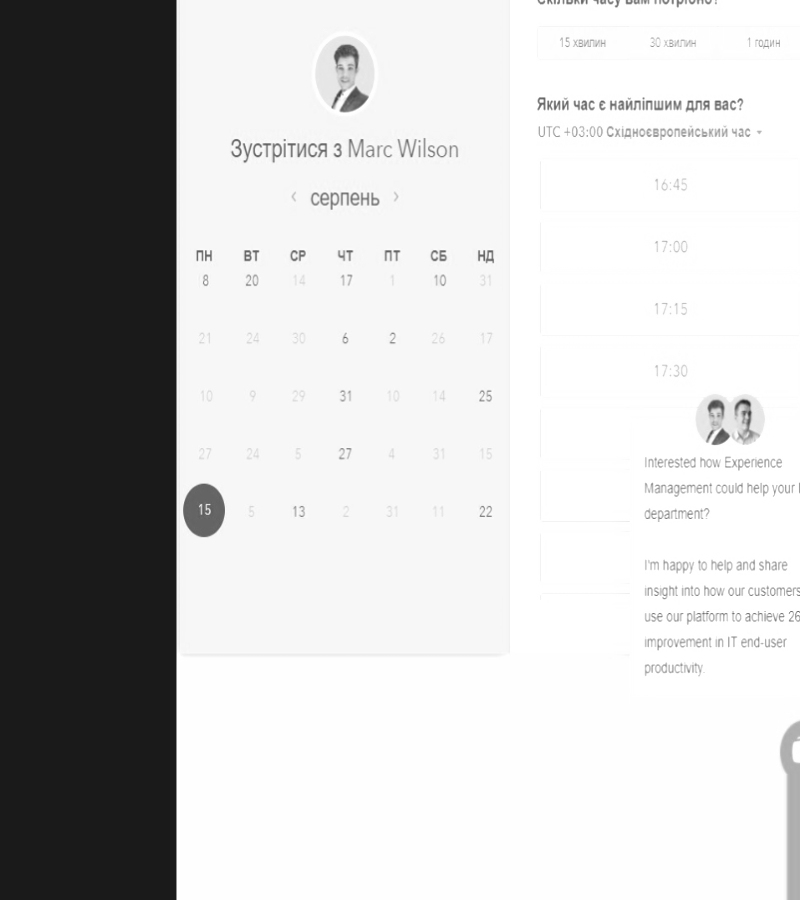 Скільки часу вам потрібно?
15 хвилин 30 хвилин 1 годин
Який час є найліпшим для вас?
UTC +03:00 Східноєвропейський час
Зустрітися з Marc Wilson
серпень
ПН ВТ СР ЧТ ПТ СБ НД
8 20 14 17 1 10 31
21 24 30 6 2 26 17
10 9 29 31 10 14 25
27 24 5 27 4 31 15
15 5 13 2 31 11 22
16:45
17:00
17:15
17:30
Interested how Experience
Management could help your
department?
I'm happy to help and share
insight into how our customers
use our platform to achieve 26
improvement in IT end-user
productivity.